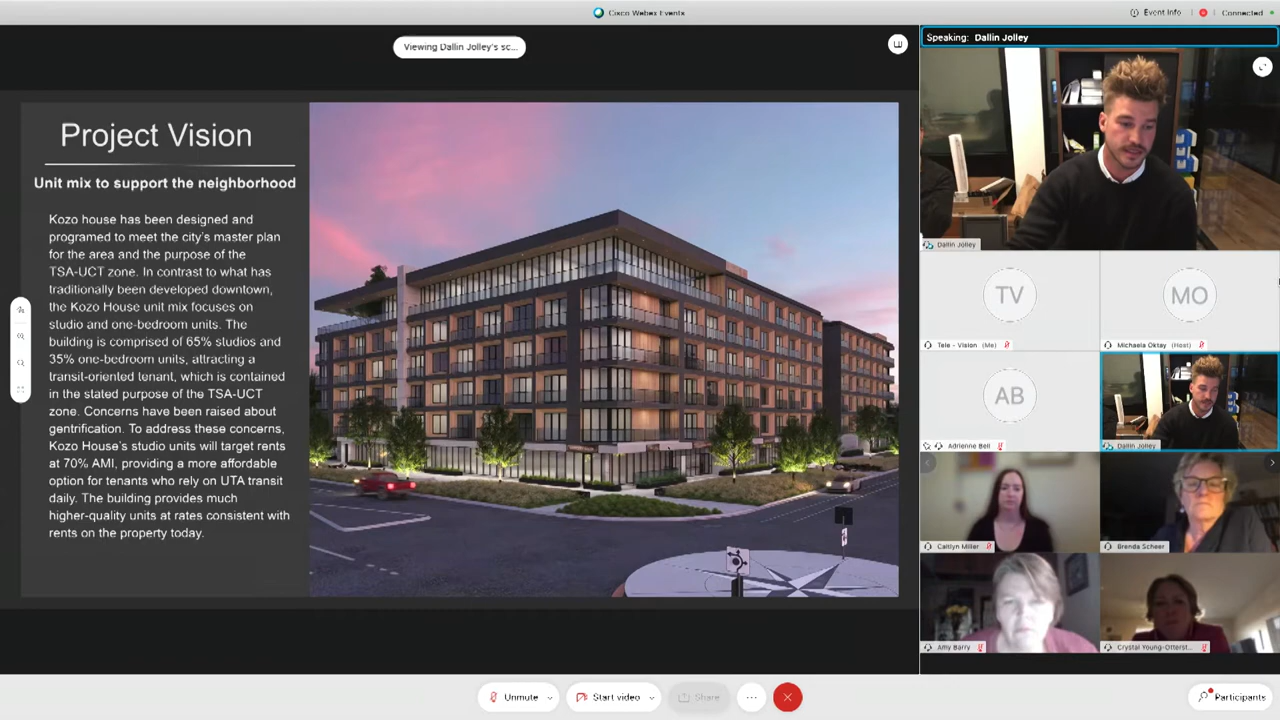 Cisco Webex Events
Event Info
Connected
Viewing Dallin Jolley's sc...
Speaking: Dallin Jolley
Project Vision
Unit mix to support the neighborhood
Kozo house has been designed and
programed to meet the city's master plan
for the area and the purpose of the
TSA-UCT zone. In contrast to what has
traditionally been developed downtown,
the Kozo House unit mix focuses on
studio and one-bedroom units. The
building is comprised of 65% studios and
35% one-bedroom units, attracting a
transit-oriented tenant, which is contained
in the stated purpose of the TSA-UCT
zone. Concerns have been raised about
gentrification. To address these concerns,
Kozo House's studio units will target rents
at 70% AMI, providing a more affordable
option for tenants who rely on UTA transit
daily. The building provides much
higher-quality units at rates consistent with
rents on the property today.
Dallin Jolley
TV
MO
Tele - Vision (Me)
Michaela Oktay (Host)
AB
Adrienne Bell
Dallin Jolley
Caitlyn Miller
Brenda Scheer
Amy Barry
Crystal Young-Otterst...
Unmute
Start video
Share
Participants